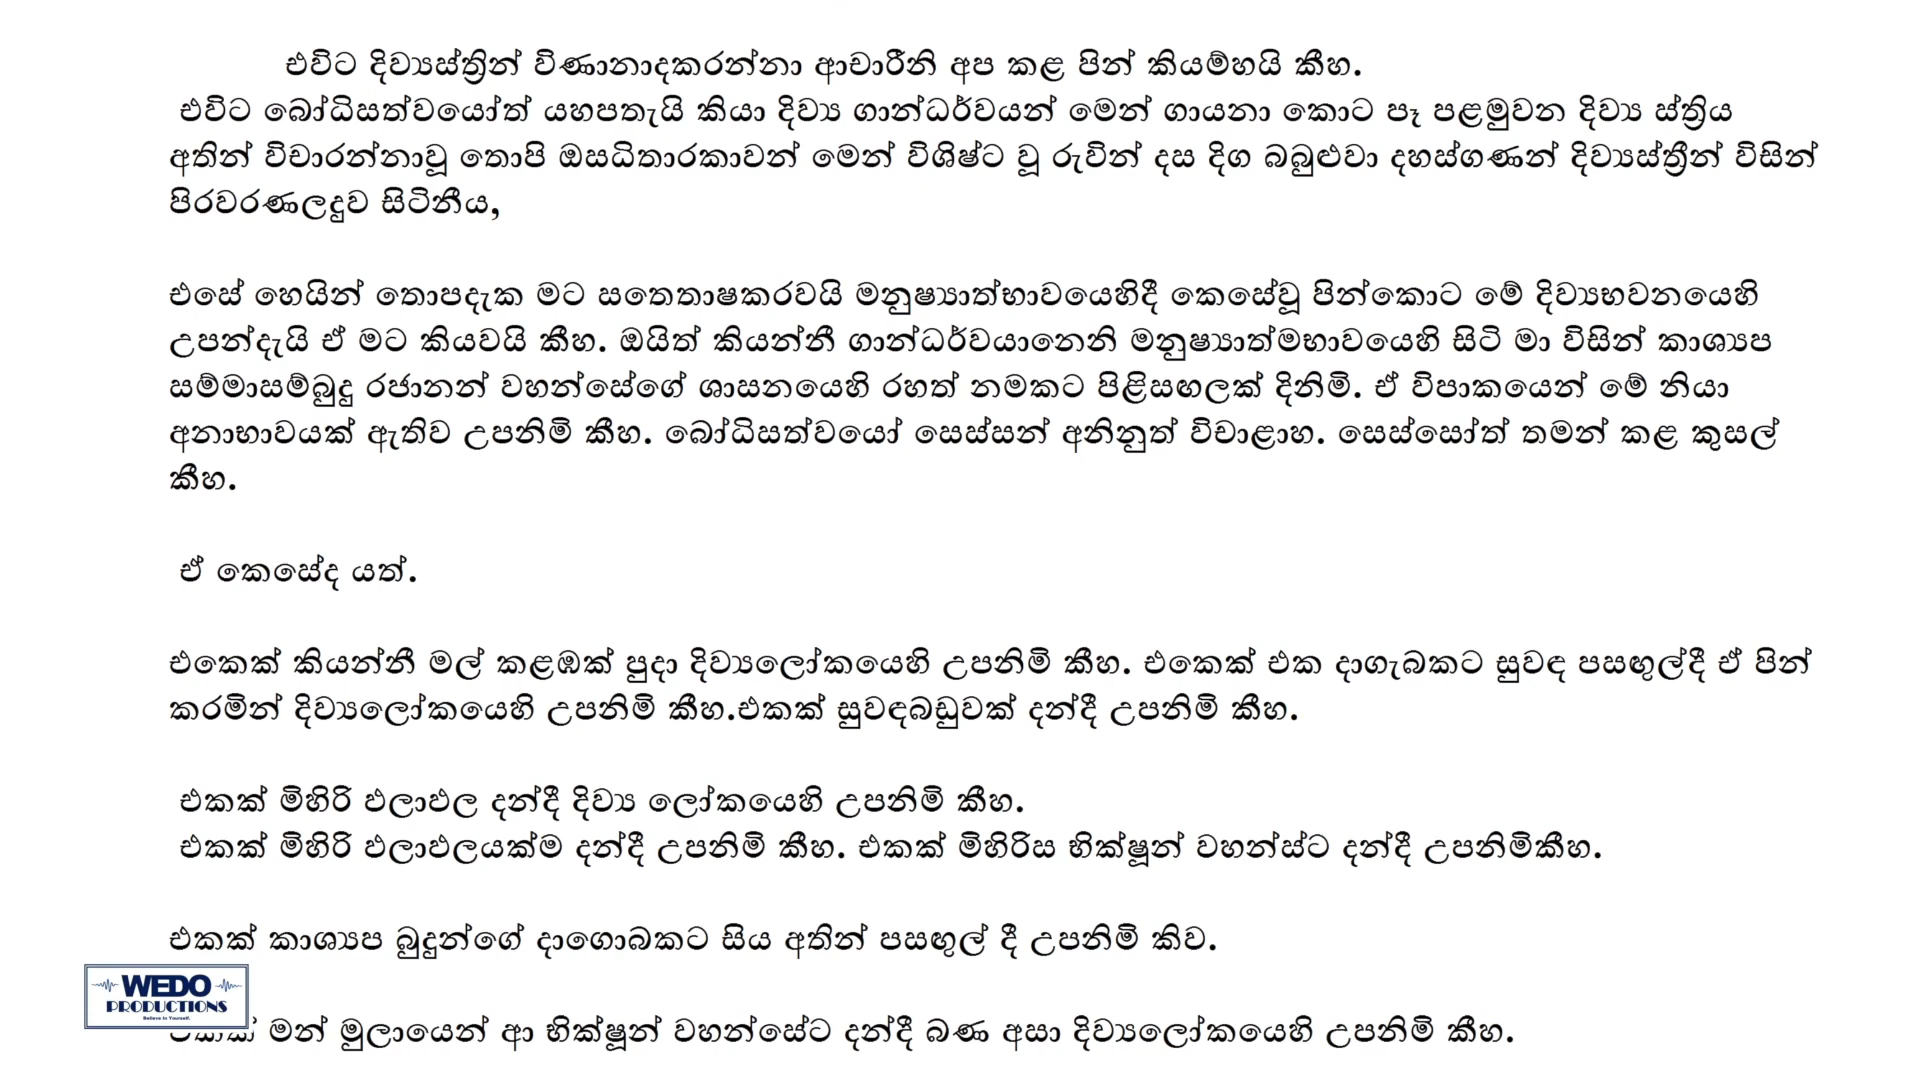 එවිට දිව්‍යස්ත්‍රින් විණානාදකරන්නා ආචාරීනි අප කළ පින් කියම්හයි කීහ.
එවිට බෝධිසත්වයෝත් යහපතැයි කියා දිව්‍ය ගාන්ධර්වයන් මෙන් ගායනා කොට පෑ පළමුවන දිව්‍ය ස්ත්‍රිය
අතින් විචාරන්නාවූ තොපි ඔසධිතාරකාවන් මෙන් විශිෂ්ට වූ රුවින් දස දිග බබුළුවා දහස්ගණන් දිව්‍යස්ත්‍රීන් විසින්
පිරවරණලදුව සිටිනීය,
එසේ හෙයින් තොපදැක මට සතෙතාෂකරවයි මනුෂ්‍යාත්භාවයෙහිදී කෙසේවූ පින්කොට මේ දිව්‍යභවනයෙහි
උපන්දැයි ඒ මට කියවයි කීහ. ඔයිත් කියන්නී ගාන්ධර්වයානෙනි මනුෂ්‍යාත්මභාවයෙහි සිටි මා විසින් කාශ්‍යප
සම්මාසම්බුදු රජානන් වහන්සේගේ ශාසනයෙහි රහත් නමකට පිළිසඟලක් දිනිමි. ඒ විපාකයෙන් මේ නියා
අනාභාවයක් ඇතිව උපනිමි කීහ. බෝධිසත්වයෝ සෙස්සන් අනිනුත් විචාළාහ. සෙස්සෝත් තමන් කළ කුසල්
කීහ.
ඒ කෙසේද යත්.
එකෙක් කියන්නී මල් කළඹක් පුදා දිව්‍යලෝකයෙහි උපනිමි කීහ. එකෙක් එක දාගැබකට සුවඳ පසඟුල්දී ඒ පින්
කරමින් දිව්‍යලෝකයෙහි උපනිමි කීහ.එකක් සුවඳබඩුවක් දන්දී උපනිමි කීහ.
එකක් මිහිරි ඵලාඵල දන්දී දිව්‍ය ලෝකයෙහි උපනිමි කීහ.
එකක් මිහිරි ඵලාඵලයක්ම දන්දී උපනිමි කීහ. එකක් මිහිරිස භික්ෂූන් වහන්ස්ට දන්දී උපනිමිකීහ.
එකක් කාශ්‍යප බුදුන්ගේ දාගොබකට සිය අතින් පසඟුල් දී උපනිමි කිව.
WEDO
PRODUCTIONS
Believe in Yourself.
එකක් මන් මුලායෙන් ආ භික්ෂූන් වහන්සේට දන්දී බණ අසා දිව්‍යලෝකයෙහි උපනිමි කීහ.